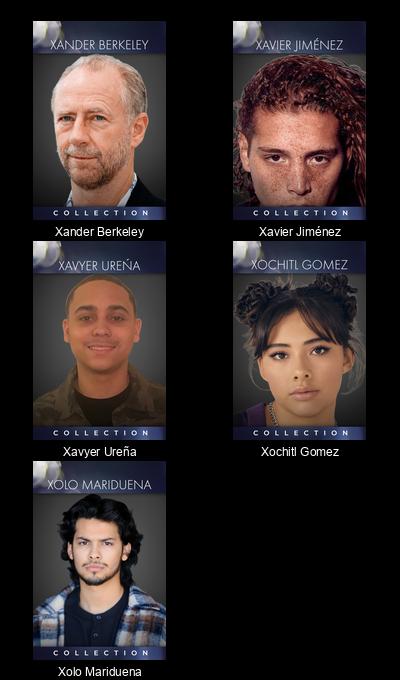 XANDER BERKELEY
COLLECTION
Xander Berkeley
XAVIER JIMÉNEZ
COLLECTION
Xavier Jiménez
XAVYER UREÑA
COLLECTION
Xavyer Ureña
XOCHITL GOMEZ
COLLECTION
Xochitl Gomez
XOLO MARIDUENA
COLLECTION
Xolo Mariduena